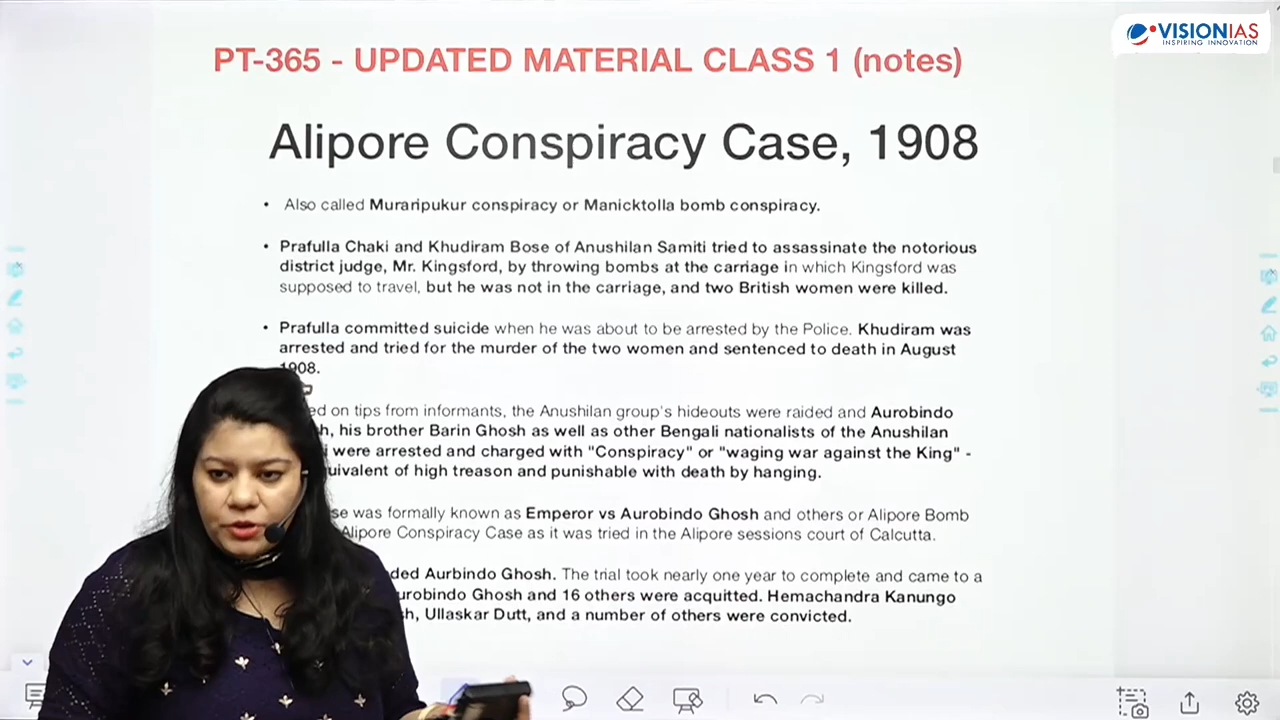 VISIONIAS
INSPIRING INNOVATION
PT-365 - UPDATED MATERIAL CLASS 1 (notes)
Alipore Conspiracy Case, 1908
• Also called Muraripukur conspiracy or Manicktolla bomb conspiracy.
• Prafulla Chaki and Khudiram Bose of Anushilan Samiti tried to assassinate the notorious
district judge, Mr. Kingsford, by throwing bombs at the carriage in which Kingsford was
supposed to travel, but he was not in the carriage, and two British women were killed.
• Prafulla committed suicide when he was about to be arrested by the Police. Khudiram was
arrested and tried for the murder of the two women and sentenced to death in August
1908.
on tips from informants, the Anushilan group's hideouts were raided and Aurobindo
his brother Barin Ghosh as well as other Bengali nationalists of the Anushilan
were arrested and charged with "Conspiracy" or "waging war against the King" -
of high treason and punishable with death by hanging.
was formally known as Emperor vs Aurobindo Ghosh and others or Alipore Bomb
Alipore Conspiracy Case as it was tried in the Alipore sessions court of Calcutta.
Aurbindo Ghosh. The trial took nearly one year to complete and came to a
Ghosh and 16 others were acquitted. Hemachandra Kanungo
Ullaskar Dutt, and a number of others were convicted.